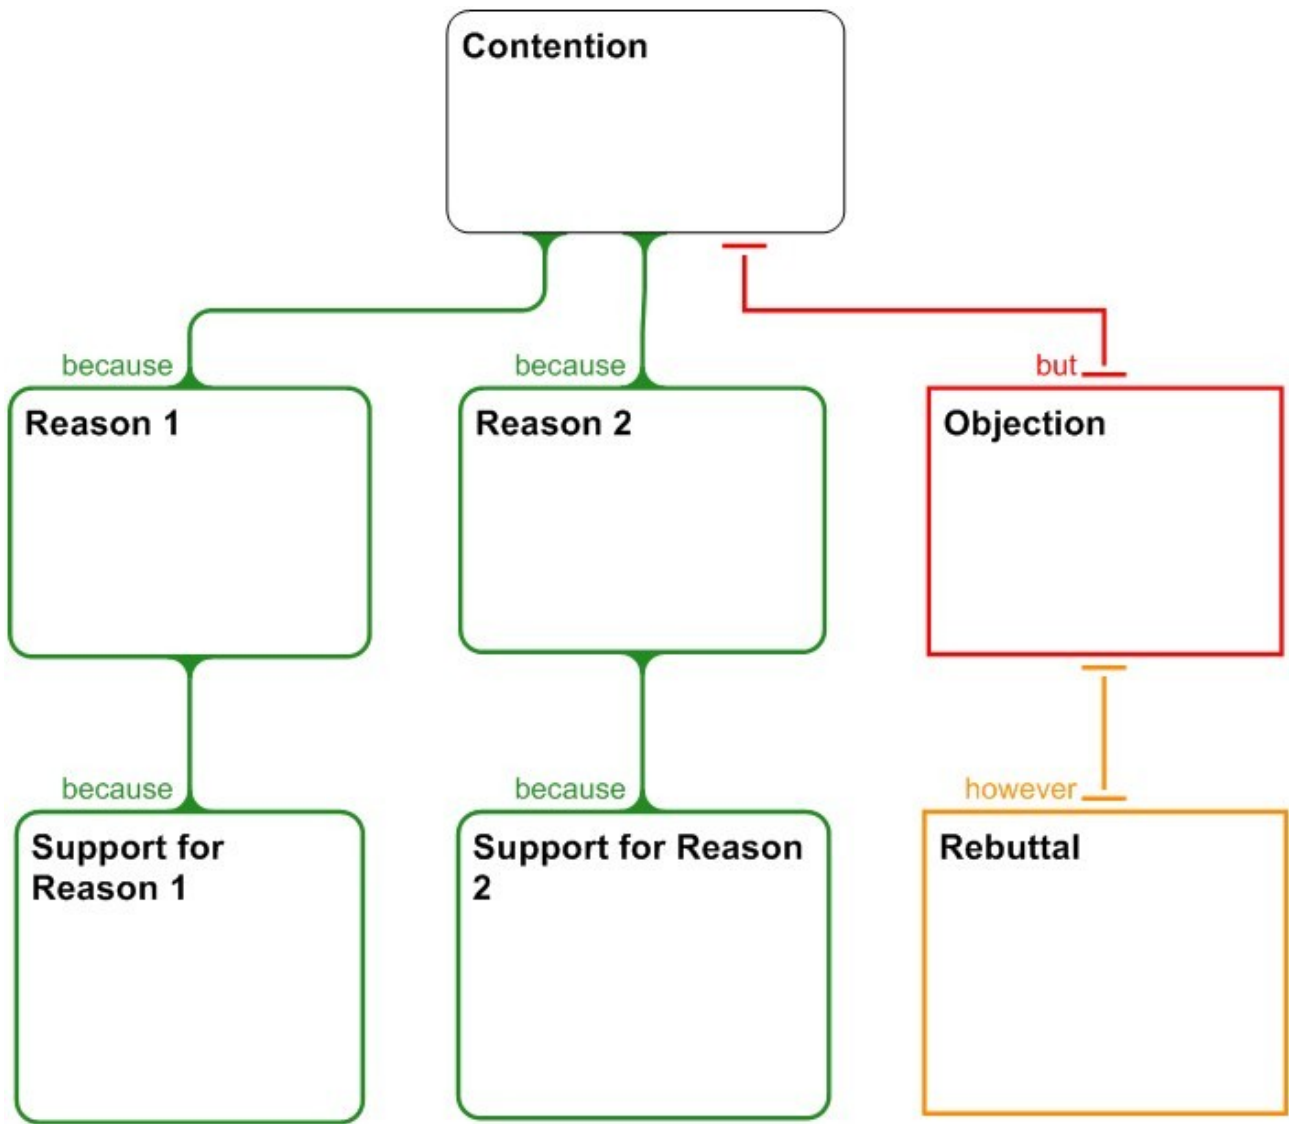 Contention
because
because
but
Reason 1
Reason 2
Objection
because
because
however
Support for
Reason 1
Support for Reason
2
Rebuttal